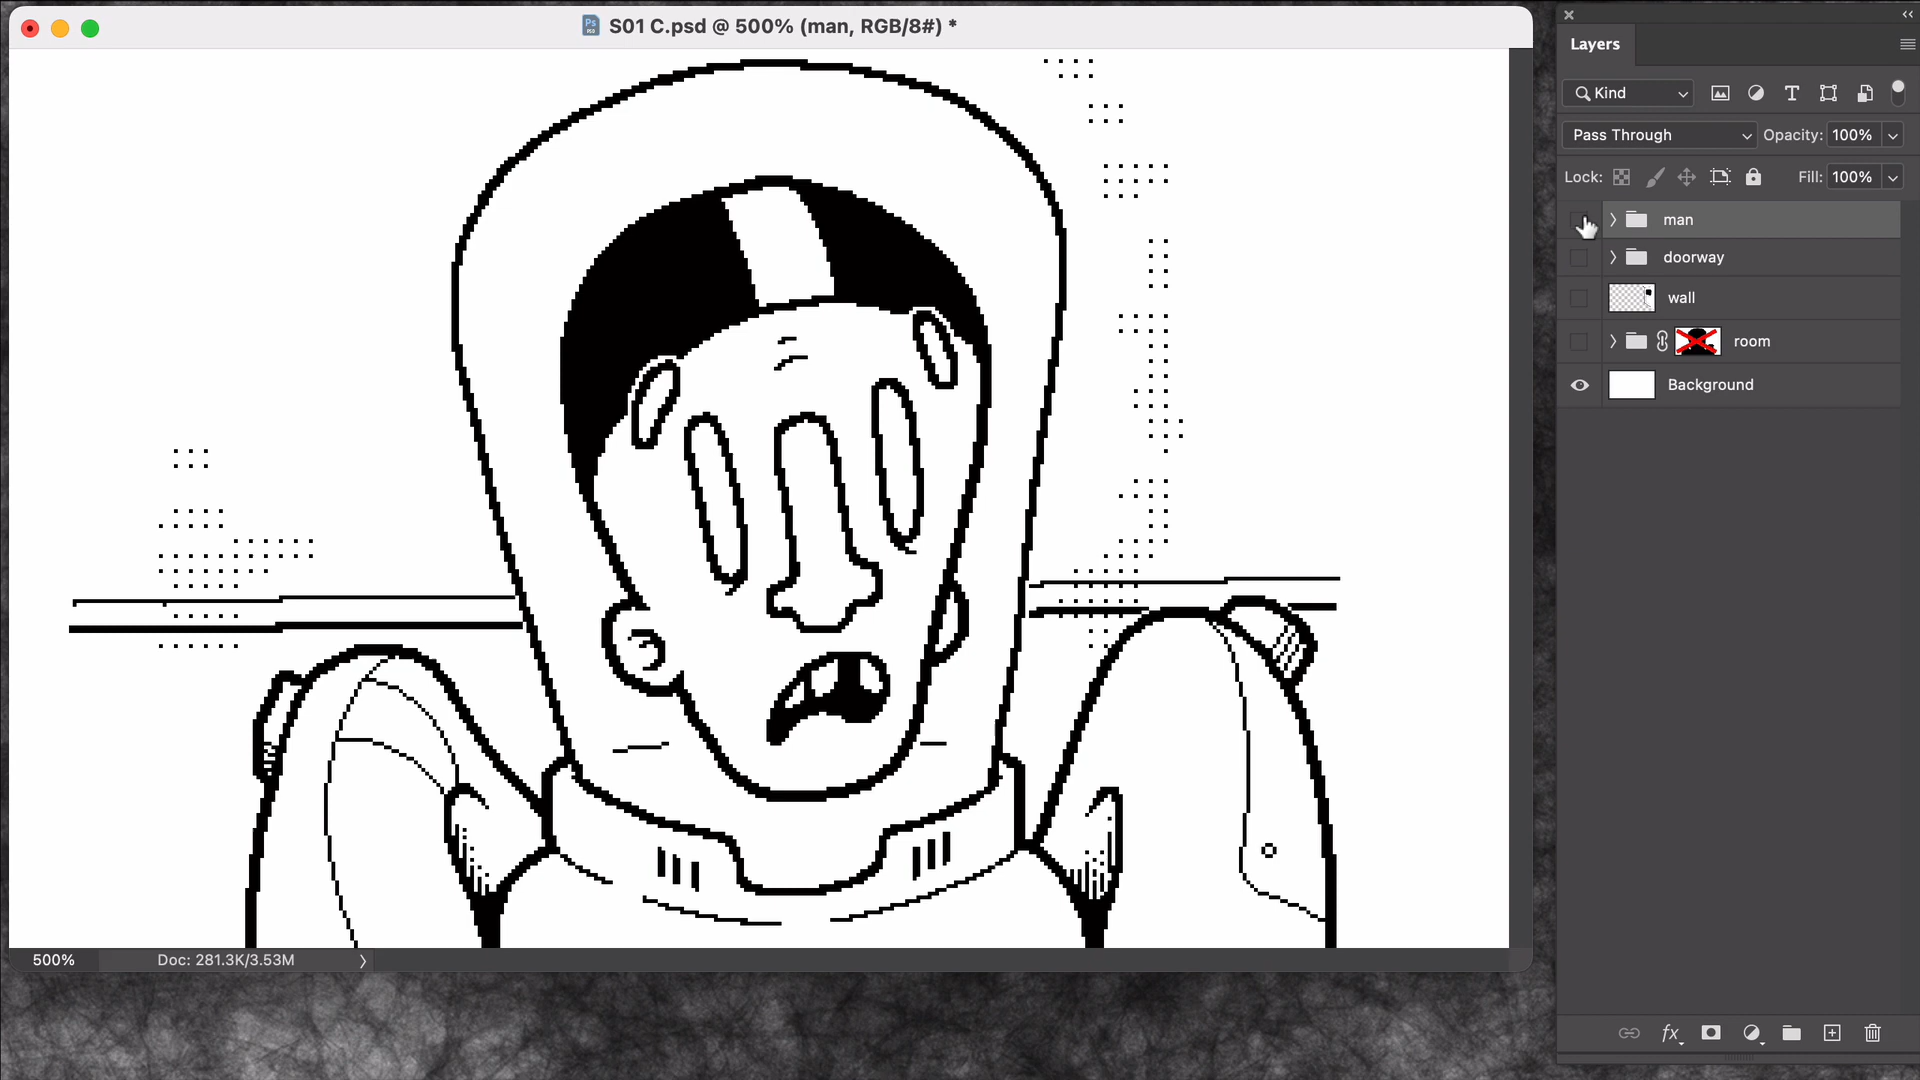 S01 C.psd @ 500% (man, RGB/8#) *
Layers
Kind
Pass Through
Opacity: 100%
Lock:
Fill: 100%
man
doorway
wall
room
Background
500%
Doc: 281.3K/3.53M
fx